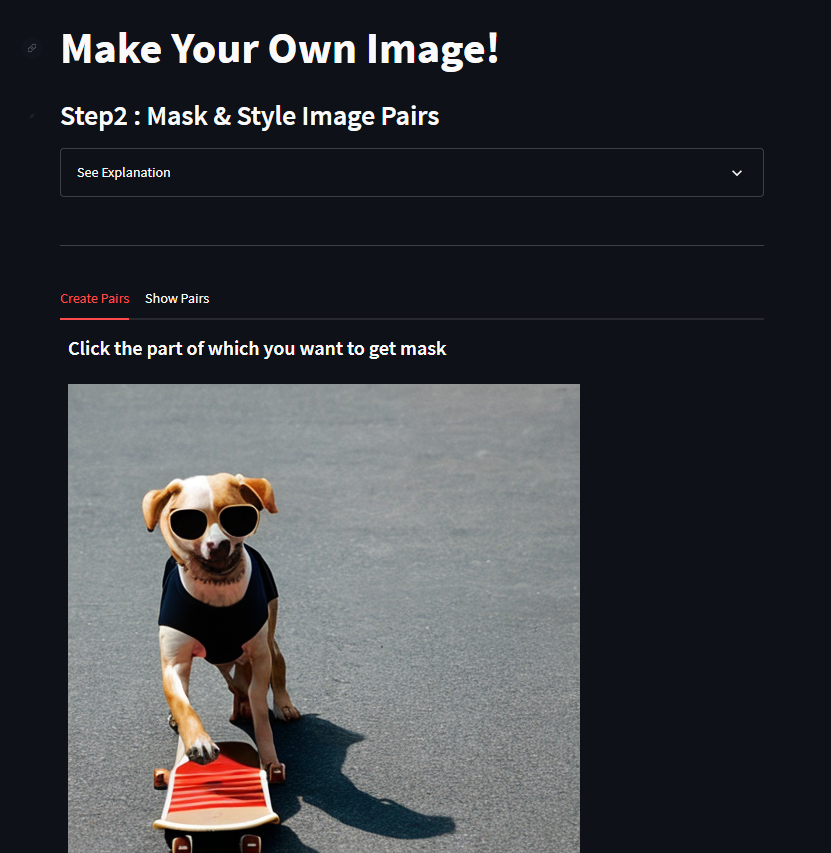 Make Your Own Image!
Step2 : Mask & Style Image Pairs
See Explanation
Create Pairs Show Pairs
Click the part of which you want to get mask